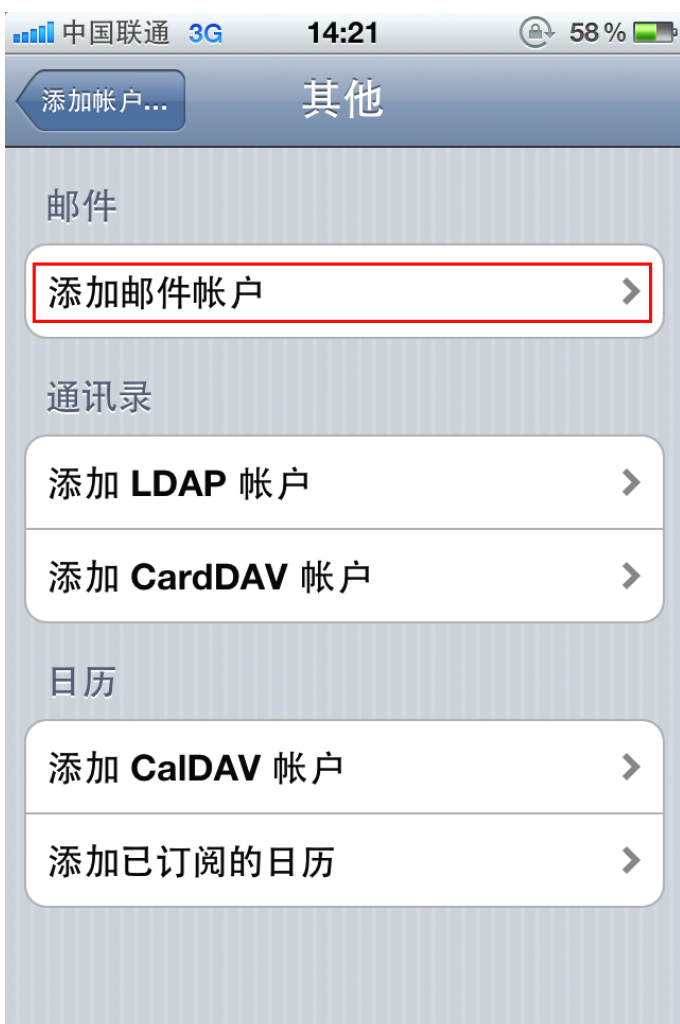 中国联通 3G 14:21 58%
添加帐户... 其他
邮件
添加邮件帐户
通讯录
添加 LDAP 帐户
添加 CardDAV 帐户
日历
添加 CalDAV 帐户
添加已订阅的日历